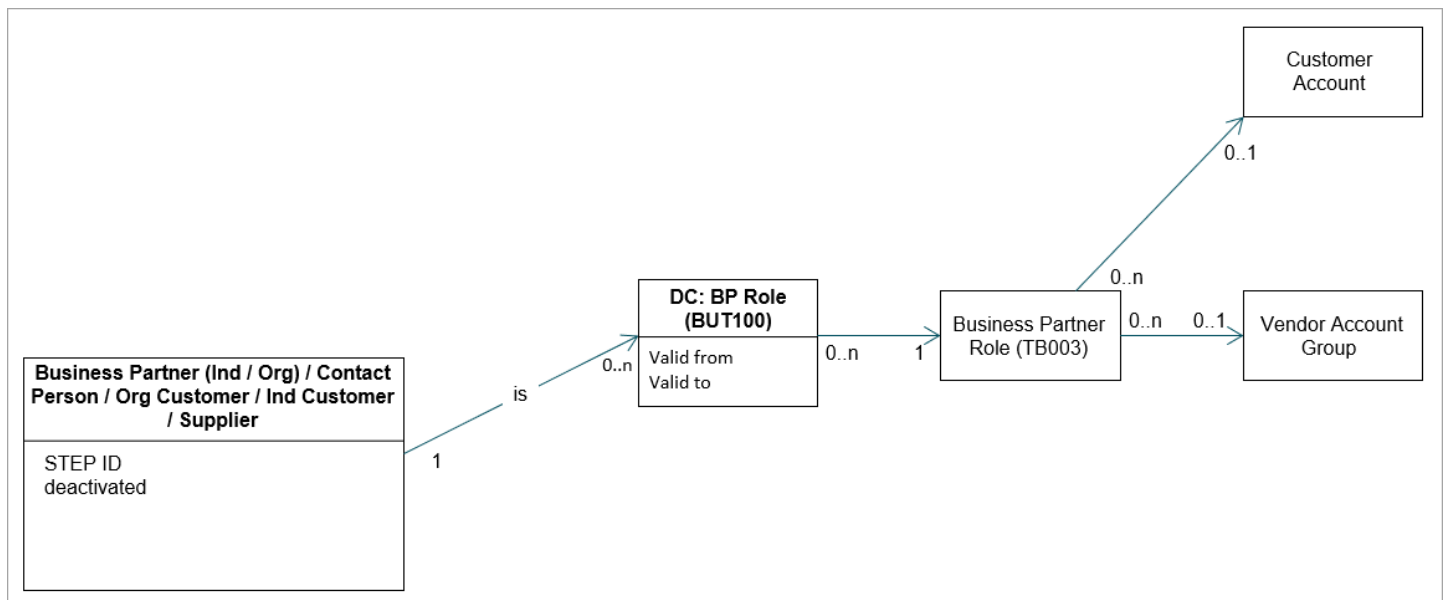 Customer
Account
0..1
0..n
DC: BP Role
(BUT100)
Valid from
Valid to
0..n
1
Business Partner
Role (TB003)
0..n
0..1
Vendor Account
Group
0..n
is
1
Business Partner (Ind / Org) / Contact
Person / Org Customer / Ind Customer
/ Supplier
STEP ID
deactivated